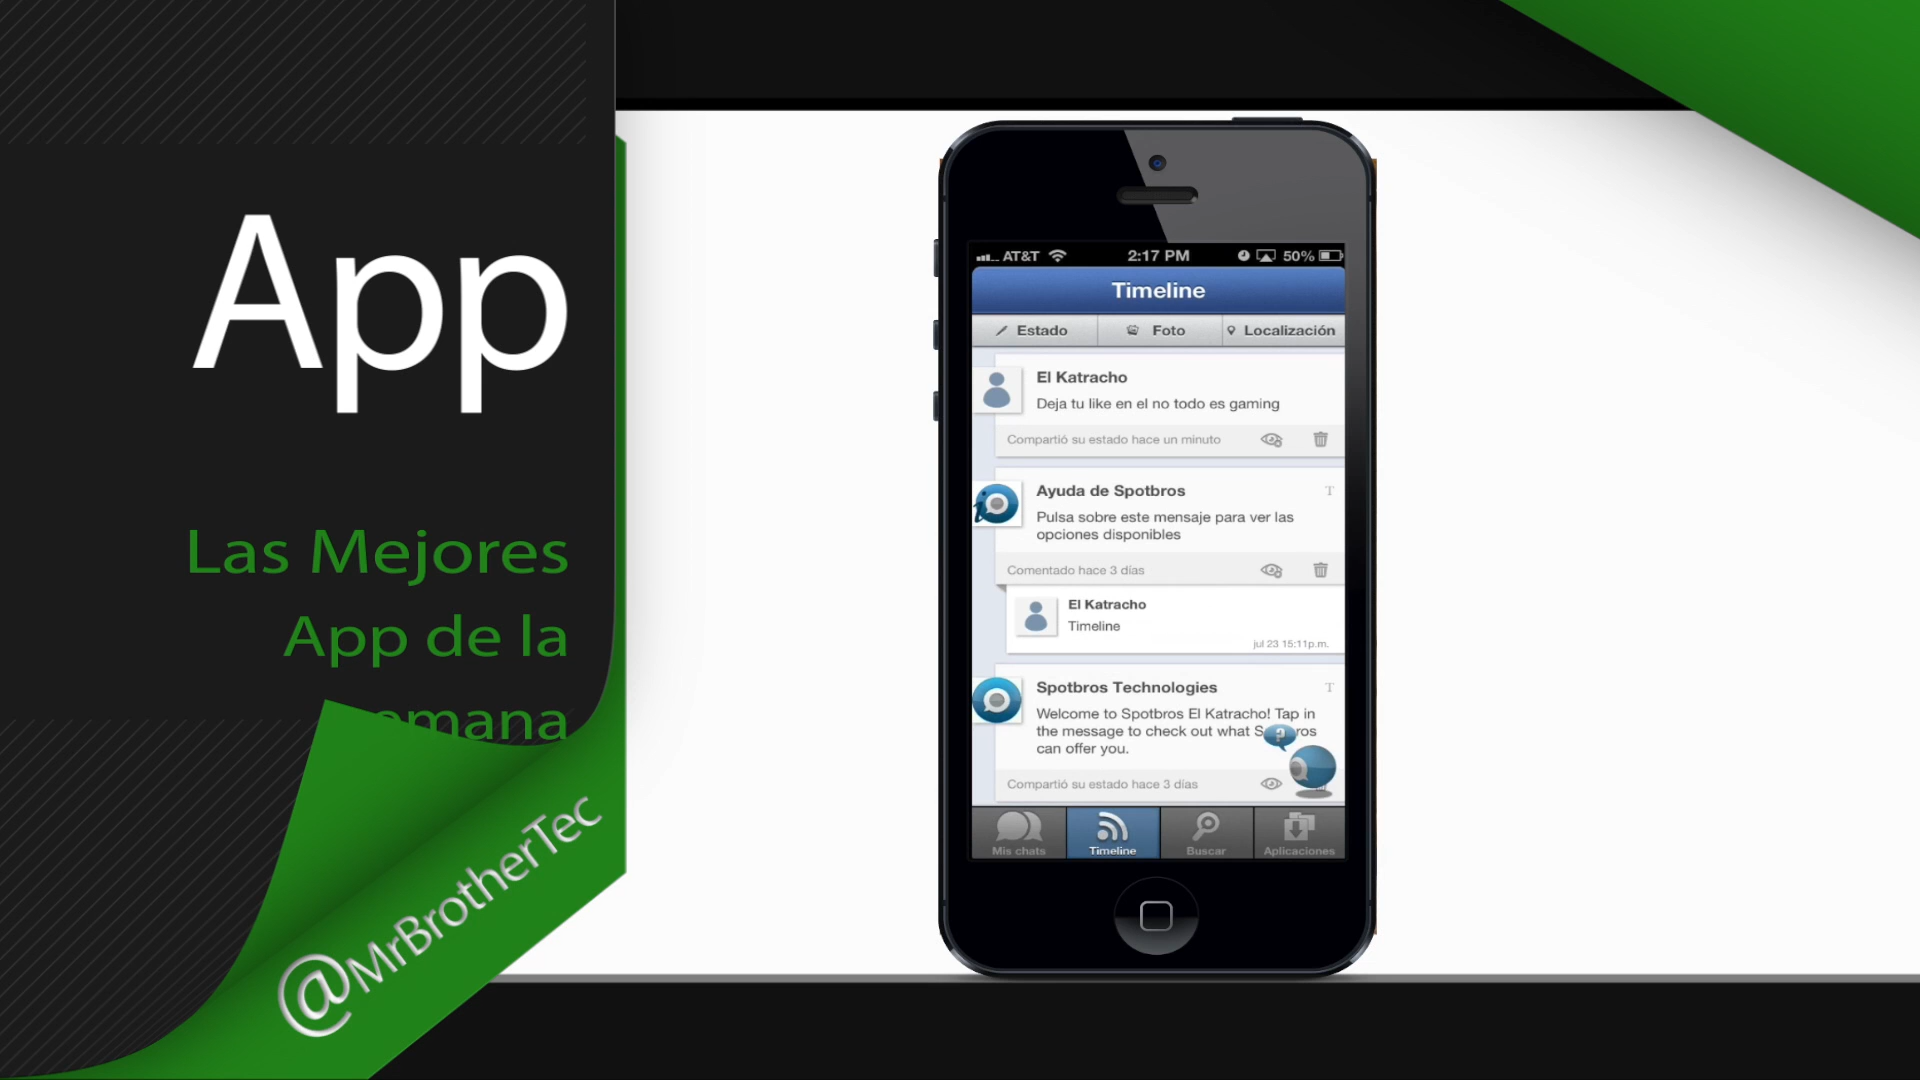 App
Las Mejores
App de la
emana
@MrBrotherTec
AT&T 2:17 PM 50%
Timeline
Estado Foto Localización
El Katracho
Deja tu like en el no todo es gaming
Compartió su estado hace un minuto
Ayuda de Spotbros T
Pulsa sobre este mensaje para ver las
opciones disponibles
Comentado hace 3 días
El Katracho
Timeline
jul 23 15:11p.m.
Spotbros Technologies T
Welcome to Spotbros El Katracho! Tap in
the message to check out what S ros
can offer you.
Compartió su estado hace 3 días
?
Mis chats Timeline Buscar Aplicaciones